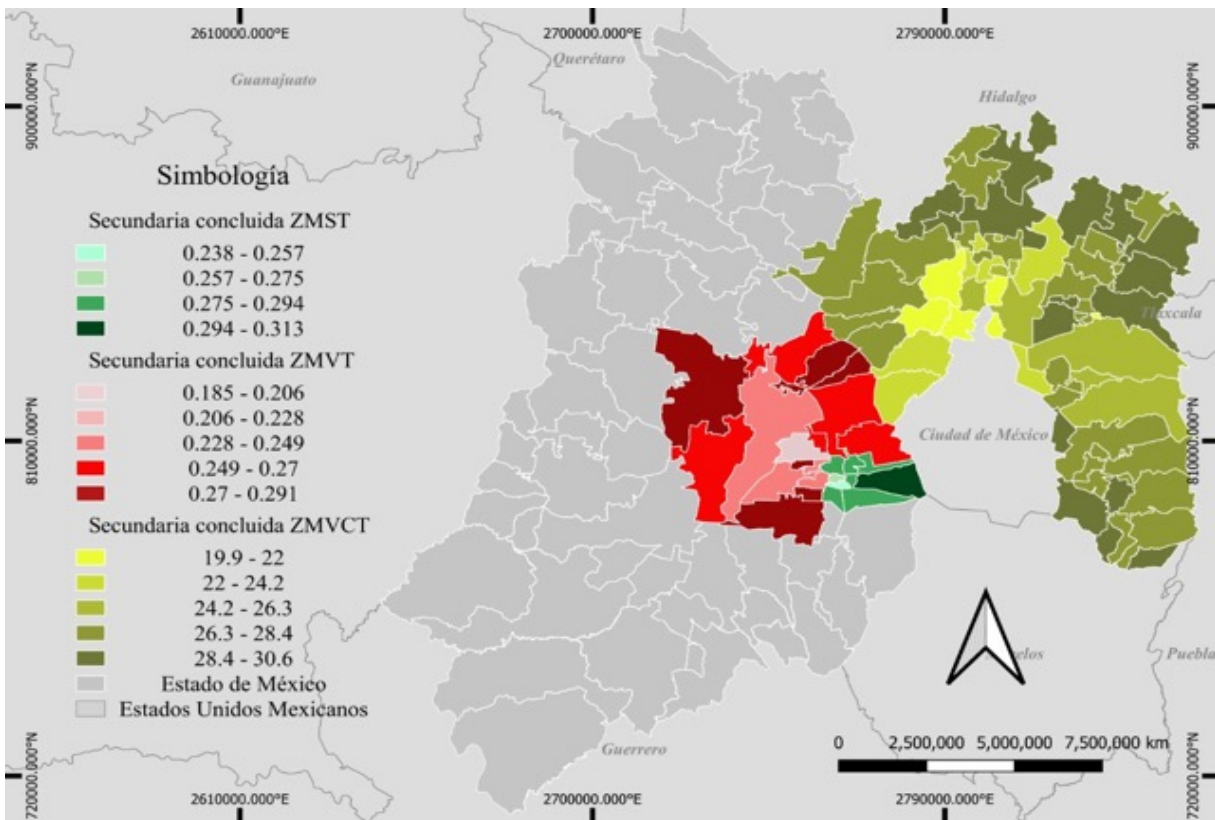 2610000.000°E
2700000.000°E
2790000.000°E
Querétaro
Guanajuato
Hidalgo
900000.000°N
900000.000°N
Simbología
Secundaria concluida ZMST
0.238 - 0.257
0.257 - 0.275
0.275 - 0.294
0.294 - 0.313
Secundaria concluida ZMVT
0.185 - 0.206
0.206 - 0.228
0.228 - 0.249
0.249 - 0.27
0.27 - 0.291
Secundaria concluida ZMVCT
19.9 - 22
22 - 24.2
24.2 - 26.3
26.3 - 28.4
28.4 - 30.6
Estado de México
Estados Unidos Mexicanos
Tlaxcala
Ciudad de México
810000.000°N
810000.000°N
Puebla
Guerrero
0 2,500,000 5,000,000 7,500,000 km
720000.000°N
720000.000°N
2610000.000°E
2700000.000°E
2790000.000°E